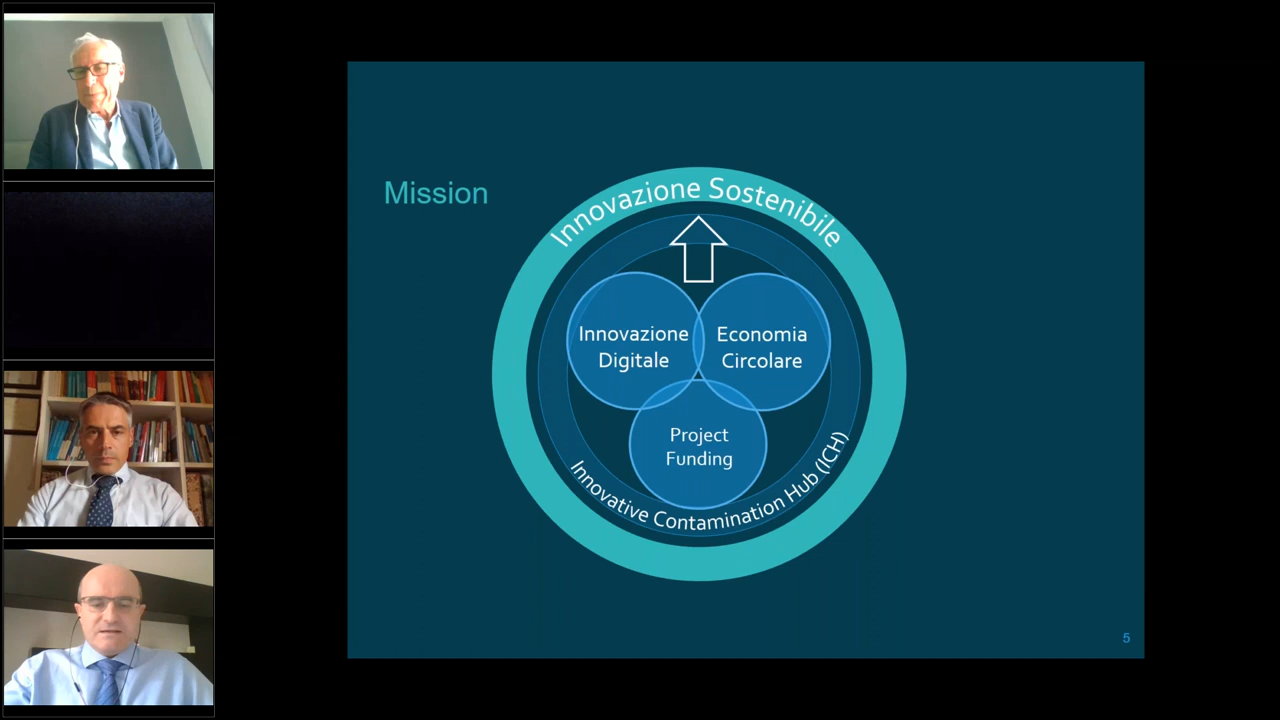 Mission
Innovazione Sostenibile
Innovazione
Digitale
Economia
Circolare
Project
Funding
Innovative Contamination Hub (ICH)
5